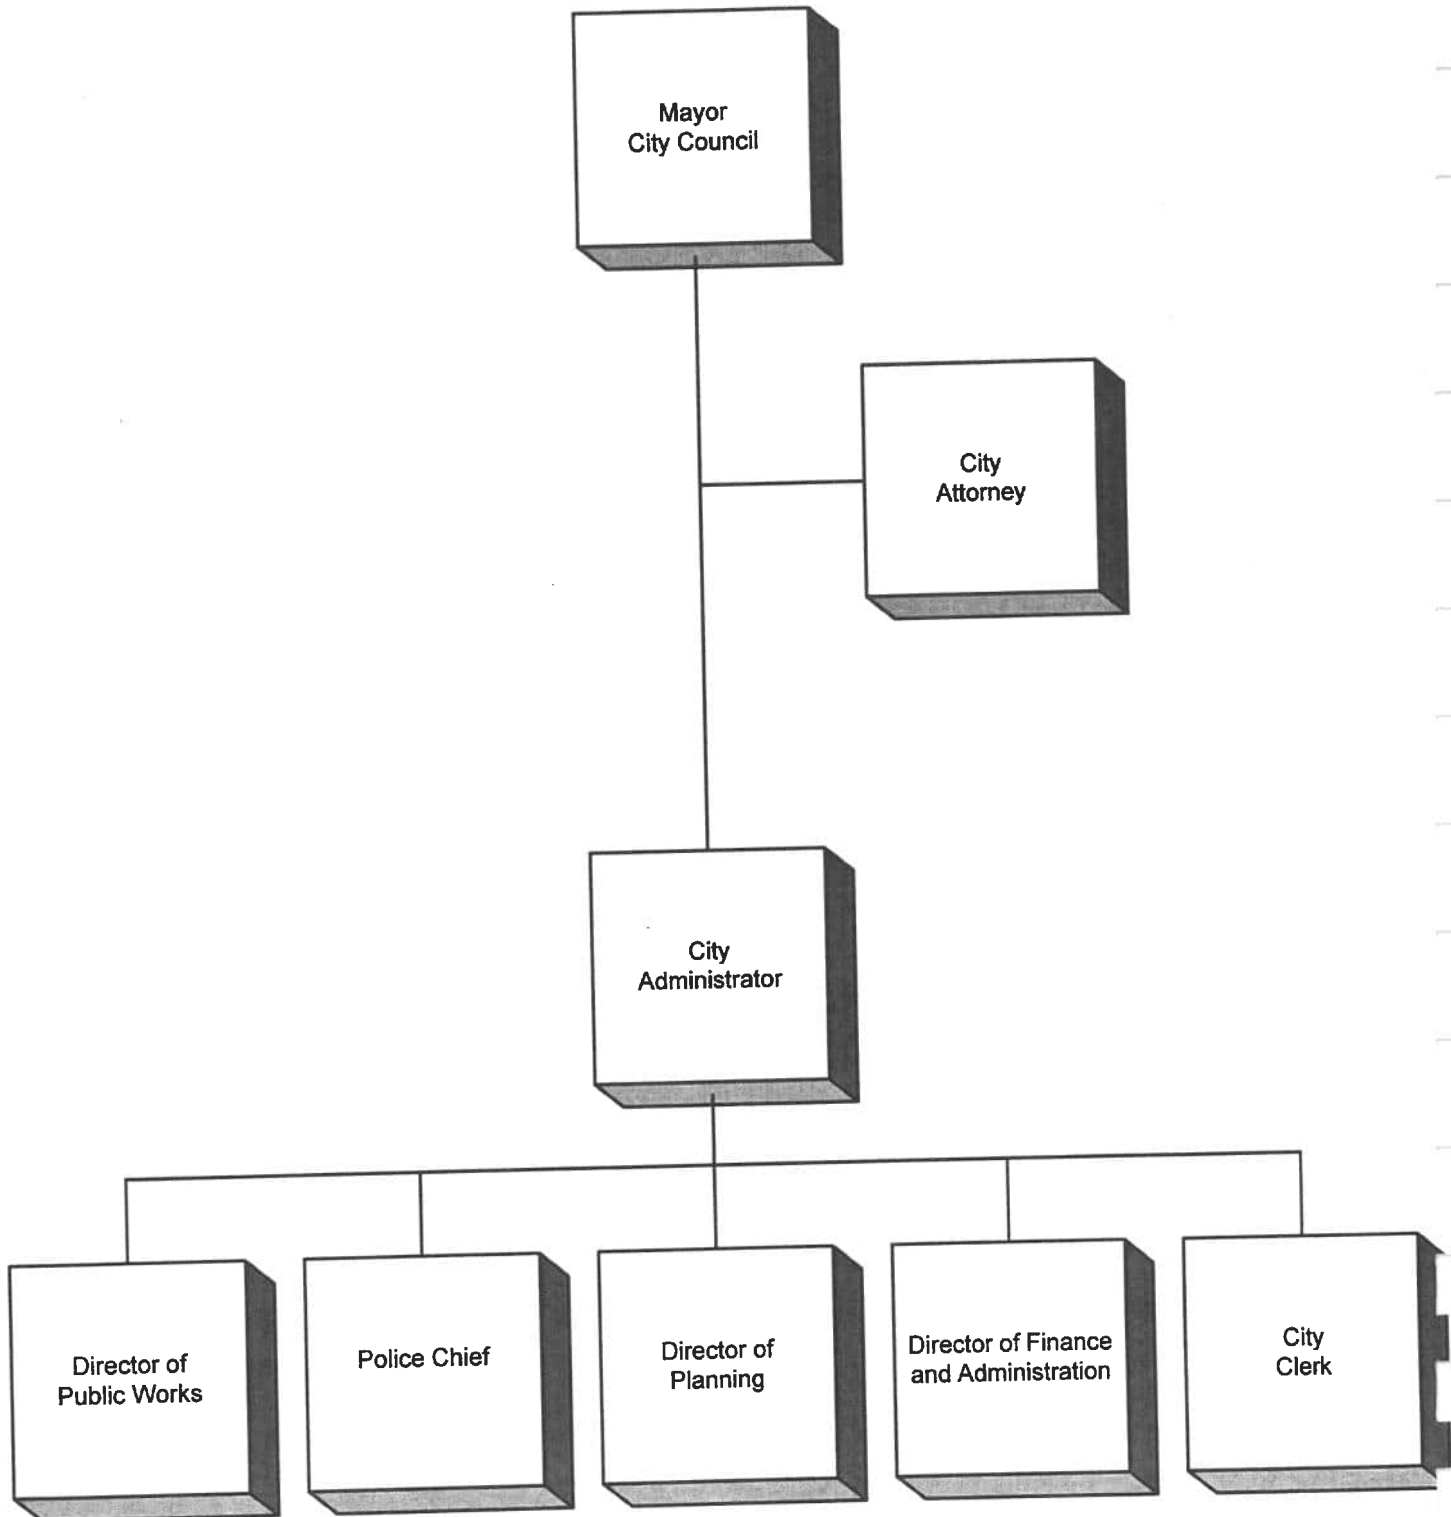 Mayor
City Council
City
Attorney
City
Administrator
Director of
Public Works
Police Chief
Director of
Planning
Director of Finance
and Administration
City
Clerk